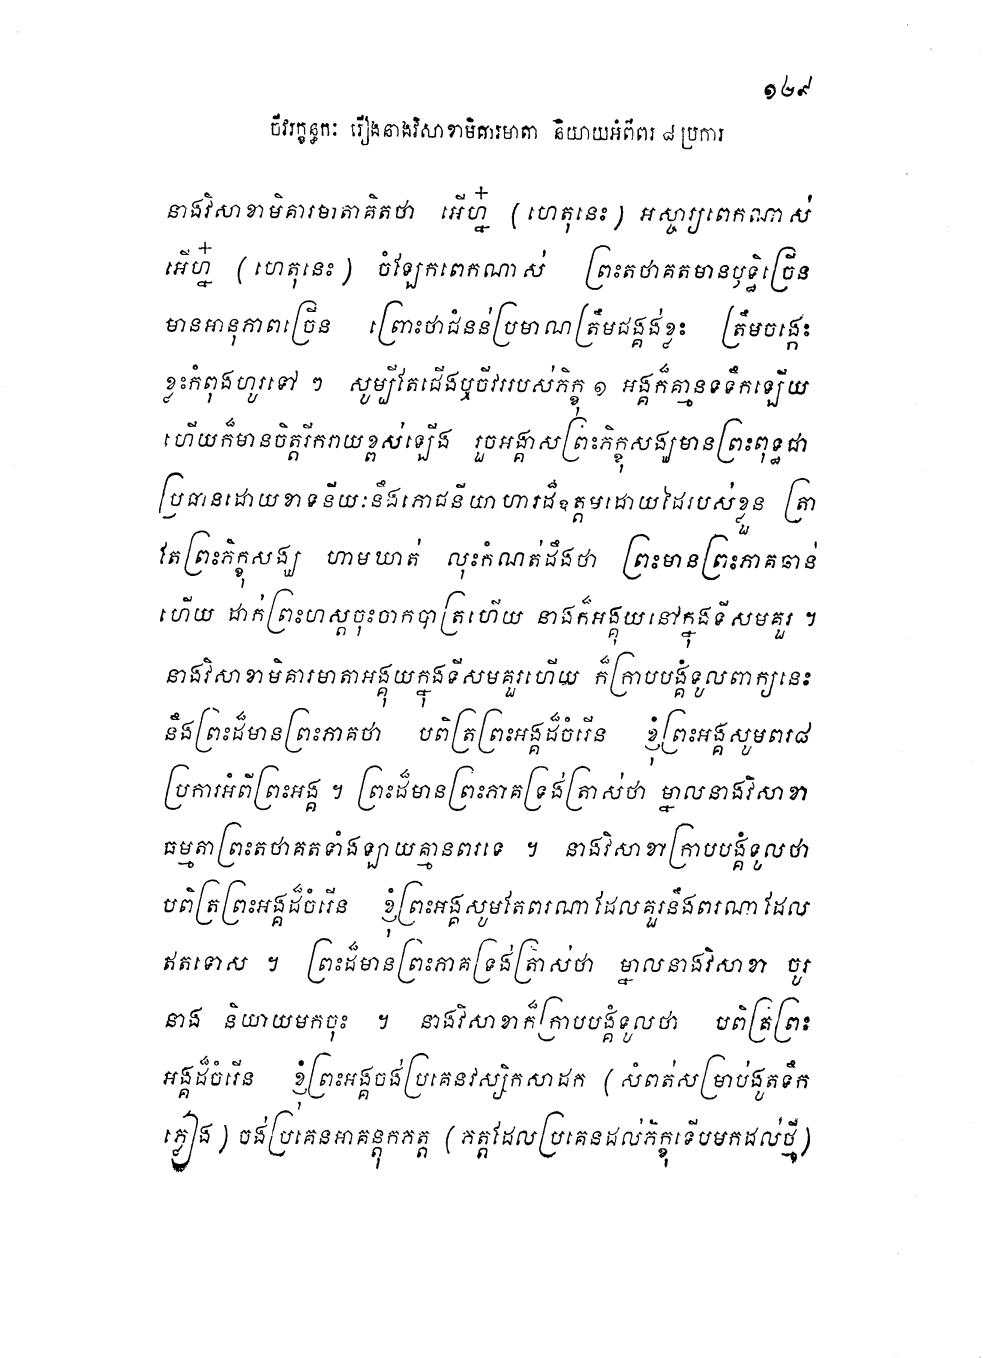 ១៤៩
ចីវរក្ខន្ធកៈ រឿងនាងវិសាខាមិគារមាតា និយាយអំពីពរ ៨ ប្រការ
នាងវិសាខាមិគារមាតាគិតថា អើហ្ន៎ ( ហេតុនេះ ) អស្ចារ្យពេកណាស់
អើហ្ន៎ ( ហេតុនេះ ) ចំឡែកពេកណាស់ ព្រះតថាគតមានឫទ្ធិច្រើន
មានអានុភាពច្រើន ព្រោះថាជំនន់ប្រមាណត្រឹមជង្គង់ខ្លះ ត្រឹមចង្កេះ
ខ្លះកំពុងហូរទៅ ៗ សូម្បីតែជើងឬចីវររបស់ភិក្ខុ ១ អង្គក៏គ្មានទទឹកឡើយ
ហើយក៏មានចិត្តរីករាយខ្ពស់ឡើង រួចអង្គាសព្រះភិក្ខុសង្ឃមានព្រះពុទ្ធជា
ប្រធានដោយខាទនីយៈនឹងភោជនីយាហារដ៏ឧត្តមដោយដៃរបស់ខ្លួន ត្រា
តែព្រះភិក្ខុសង្ឃ ហាមឃាត់ លុះកំណត់ដឹងថា ព្រះមានព្រះភាគធាន់
ហើយ ដាក់ព្រះហស្តចុះចាកបាត្រហើយ នាងក៏អង្គុយនៅក្នុងទីសមគួរ ។
នាងវិសាខាមិគារមាតាអង្គុយក្នុងទីសមគួរហើយ ក៏ក្រាបបង្គំទូលពាក្យនេះ
នឹងព្រះដ៏មានព្រះភាគថា បពិត្រព្រះអង្គដ៏ចំរើន ខ្ញុំព្រះអង្គសូមពរ៨
ប្រការអំពីព្រះអង្គ ។ ព្រះដ៏មានព្រះភាគទ្រង់ត្រាស់ថា ម្នាលនាងវិសាខា
ធម្មតាព្រះតថាគតទាំងឡាយគ្មានពរទេ ។ នាងវិសាខាក្រាបបង្គំទូលថា
បពិត្រព្រះអង្គដ៏ចំរើន ខ្ញុំព្រះអង្គសូមតែពរណាដែលគួរនឹងពរណាដែល
ឥតទោស ។ ព្រះដ៏មានព្រះភាគទ្រង់ត្រាស់ថា ម្នាលនាងវិសាខា ចូរ
នាង និយាយមកចុះ ។ នាងវិសាខាក៏ក្រាបបង្គំទូលថា បពិត្រព្រះ
អង្គដ៏ចំរើន ខ្ញុំព្រះអង្គចង់ប្រគេនវស្សិកសាដក ( សំពត់សម្រាប់ងូតទឹក
ភ្លៀង ) ចង់ប្រគេនអាគន្តុកភត្ត ( ភត្តដែលប្រគេនដល់ភិក្ខុទើបមកដល់ថ្មី )